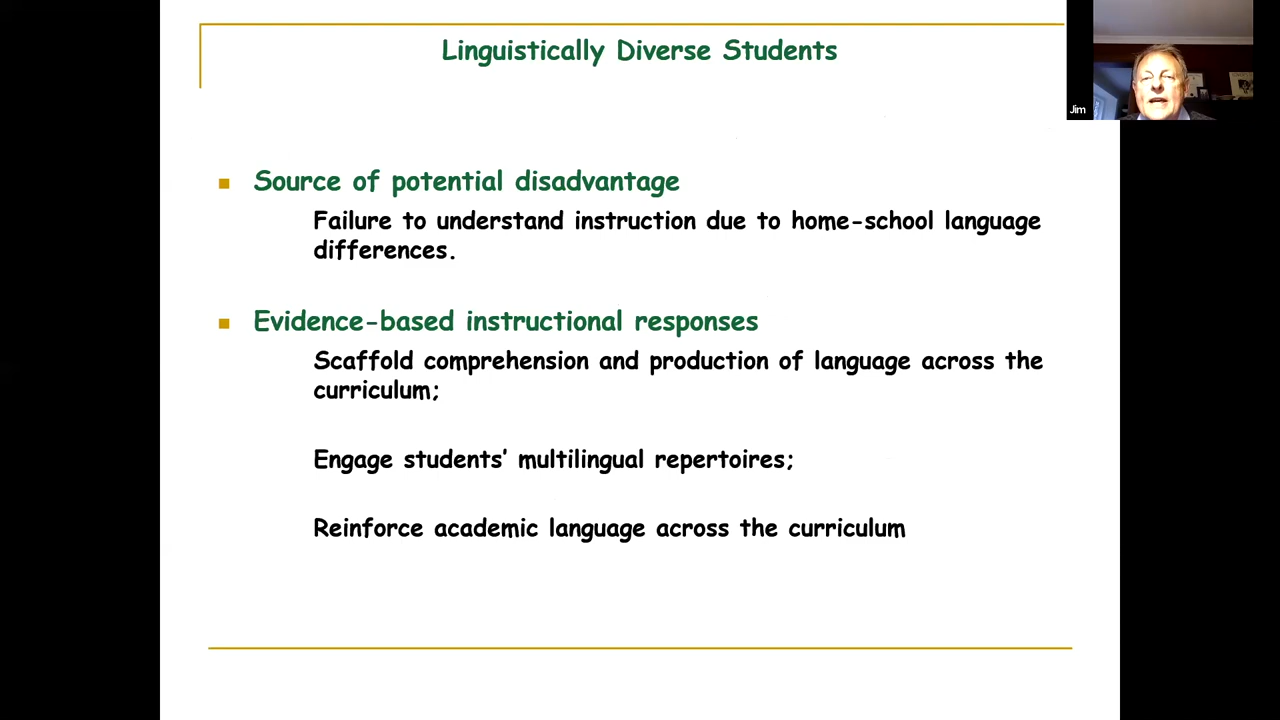 Linguistically Diverse Students
Jim
Source of potential disadvantage
Failure to understand instruction due to home-school language
differences.
Evidence-based instructional responses
Scaffold comprehension and production of language across the
curriculum;
Engage students’ multilingual repertoires;
Reinforce academic language across the curriculum